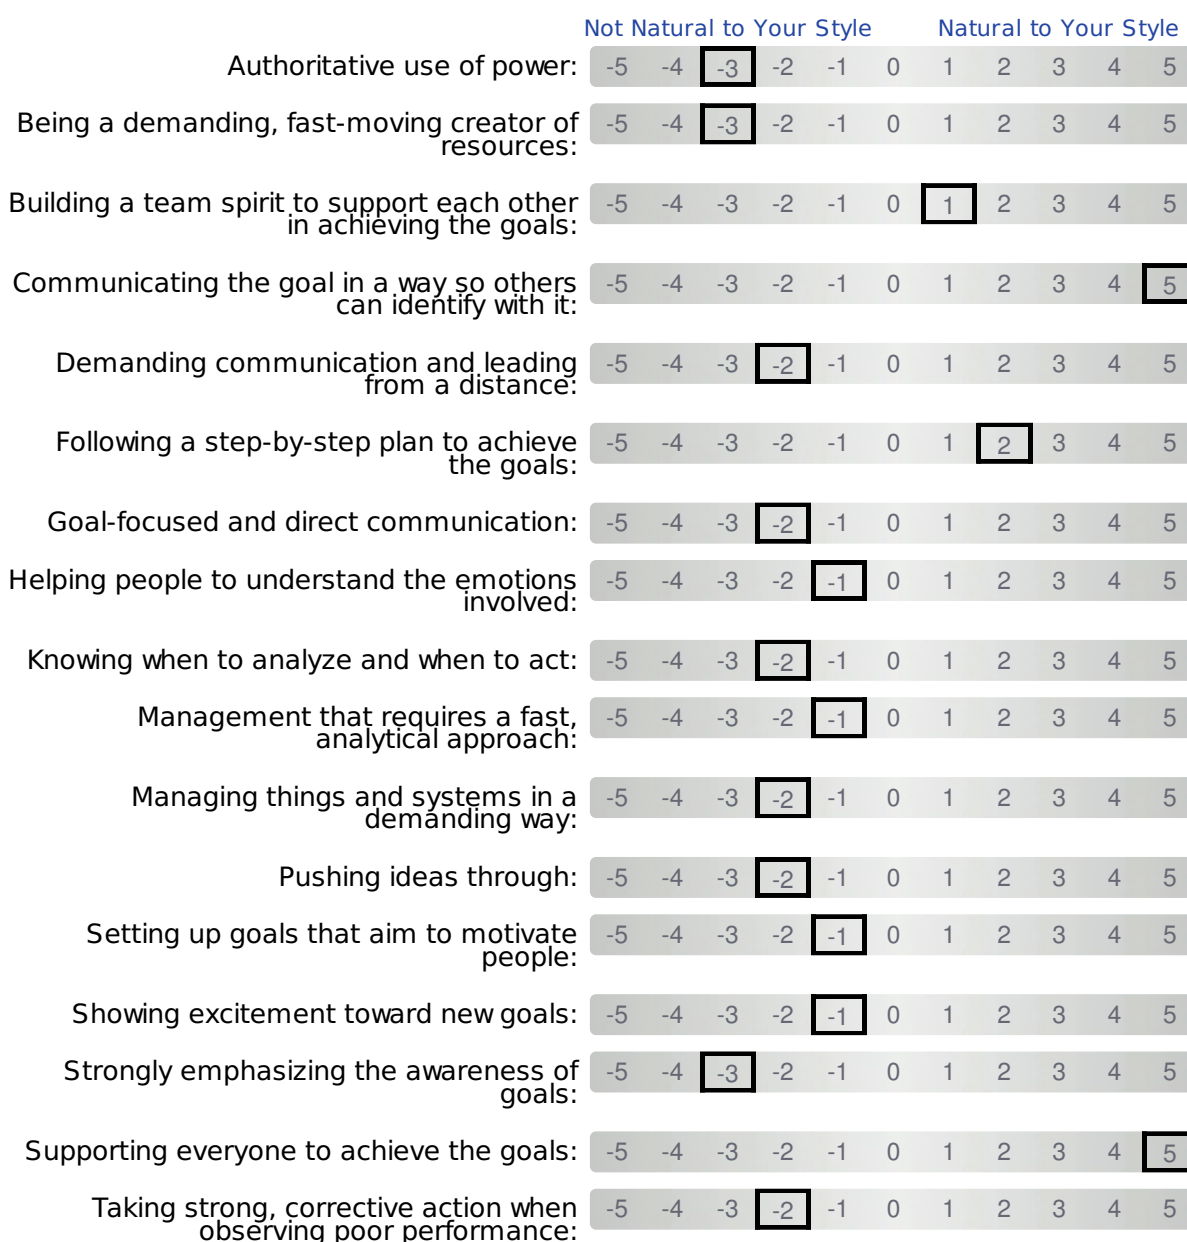 Not Natural to Your Style Natural to Your Style
Authoritative use of power: -5 -4 -3 -2 -1 0 1 2 3 4 5
Being a demanding, fast-moving creator of
resources: -5 -4 -3 -2 -1 0 1 2 3 4 5
Building a team spirit to support each other
in achieving the goals: -5 -4 -3 -2 -1 0 1 2 3 4 5
Communicating the goal in a way so others
can identify with it: -5 -4 -3 -2 -1 0 1 2 3 4 5
Demanding communication and leading
from a distance: -5 -4 -3 -2 -1 0 1 2 3 4 5
Following a step-by-step plan to achieve
the goals: -5 -4 -3 -2 -1 0 1 2 3 4 5
Goal-focused and direct communication: -5 -4 -3 -2 -1 0 1 2 3 4 5
Helping people to understand the emotions
involved: -5 -4 -3 -2 -1 0 1 2 3 4 5
Knowing when to analyze and when to act: -5 -4 -3 -2 -1 0 1 2 3 4 5
Management that requires a fast,
analytical approach: -5 -4 -3 -2 -1 0 1 2 3 4 5
Managing things and systems in a
demanding way: -5 -4 -3 -2 -1 0 1 2 3 4 5
Pushing ideas through: -5 -4 -3 -2 -1 0 1 2 3 4 5
Setting up goals that aim to motivate
people: -5 -4 -3 -2 -1 0 1 2 3 4 5
Showing excitement toward new goals: -5 -4 -3 -2 -1 0 1 2 3 4 5
Strongly emphasizing the awareness of
goals: -5 -4 -3 -2 -1 0 1 2 3 4 5
Supporting everyone to achieve the goals: -5 -4 -3 -2 -1 0 1 2 3 4 5
Taking strong, corrective action when
observing poor performance: -5 -4 -3 -2 -1 0 1 2 3 4 5